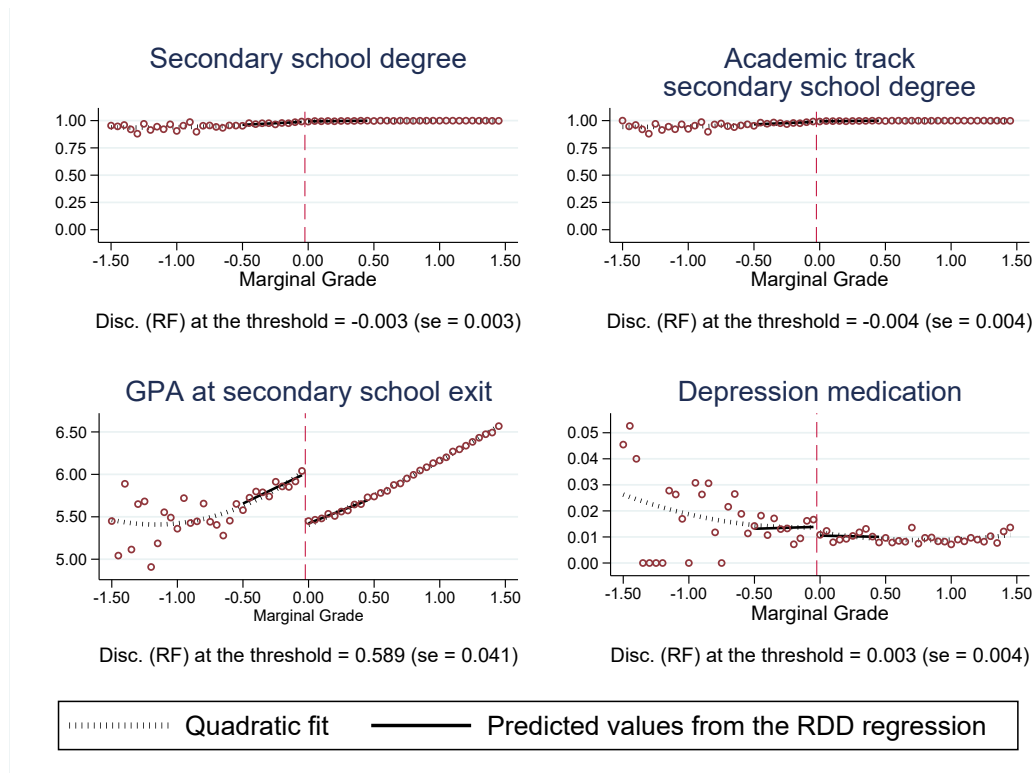 Secondary school degree
1.00
0.75
0.50
0.25
0.00
-1.50 -1.00 -0.50 0.00 0.50 1.00 1.50
Marginal Grade
Disc. (RF) at the threshold = -0.003 (se = 0.003)
Academic track
secondary school degree
1.00
0.75
0.50
0.25
0.00
-1.50 -1.00 -0.50 0.00 0.50 1.00 1.50
Marginal Grade
Disc. (RF) at the threshold = -0.004 (se = 0.004)
GPA at secondary school exit
6.50
6.00
5.50
5.00
-1.50 -1.00 -0.50 0.00 0.50 1.00 1.50
Marginal Grade
Disc. (RF) at the threshold = 0.589 (se = 0.041)
Depression medication
0.05
0.04
0.03
0.02
0.01
0.00
-1.50 -1.00 -0.50 0.00 0.50 1.00 1.50
Marginal Grade
Disc. (RF) at the threshold = 0.003 (se = 0.004)
Quadratic fit Predicted values from the RDD regression